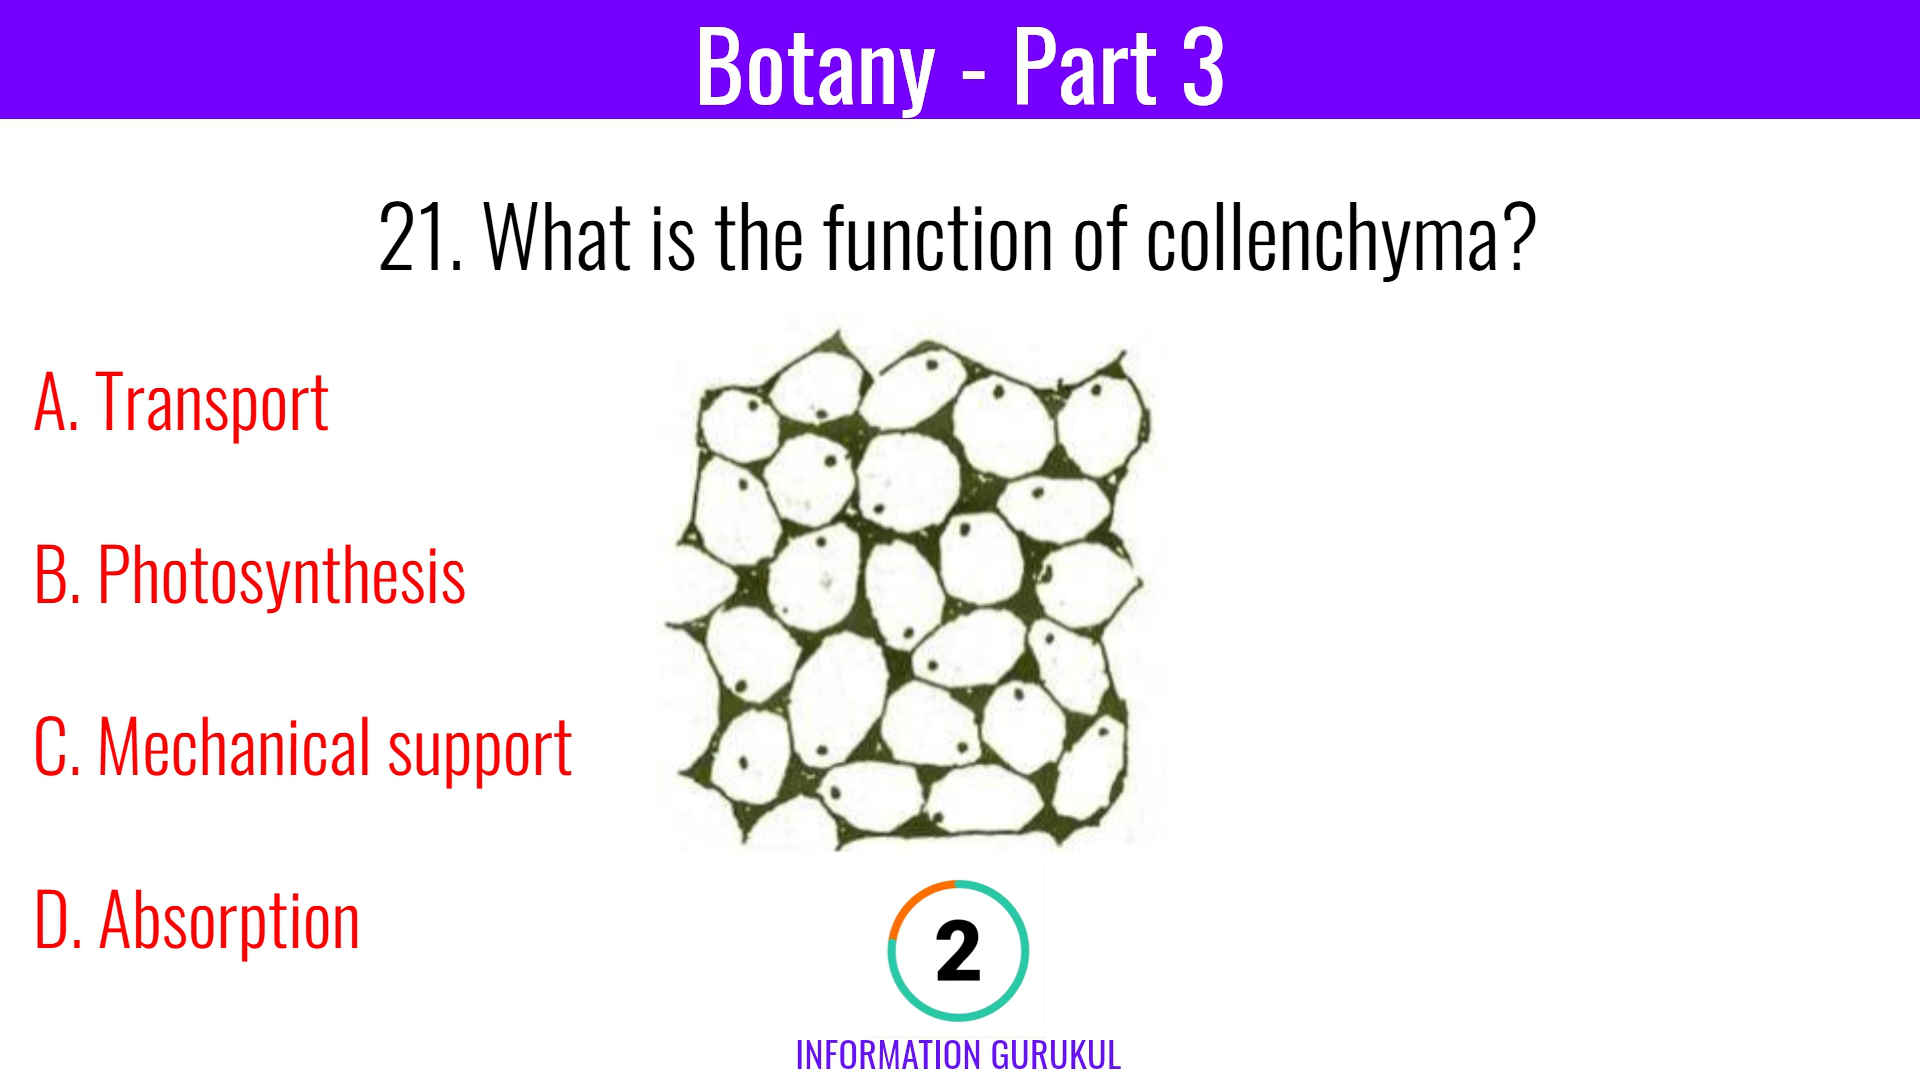 Botany - Part 3
21. What is the function of collenchyma?
A. Transport
B. Photosynthesis
C. Mechanical support
D. Absorption
2
INFORMATION GURUKUL